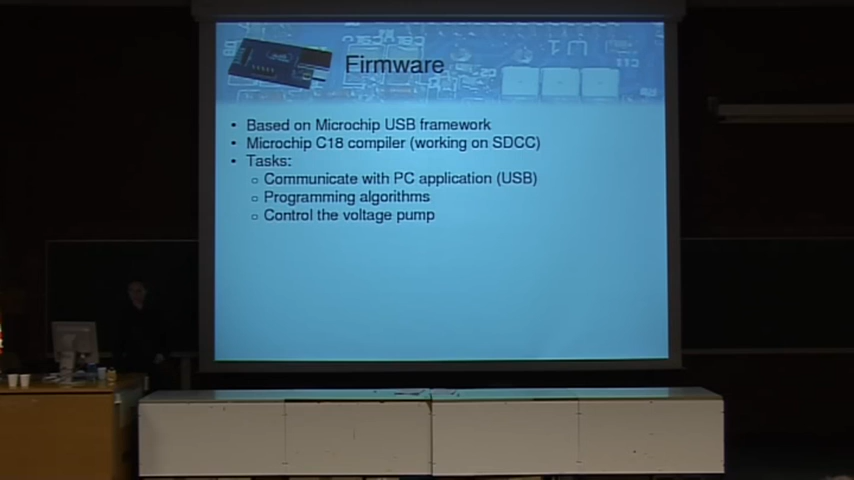 Firmware
• Based on Microchip USB framework
• Microchip C18 compiler (working on SDCC)
• Tasks:
○ Communicate with PC application (USB)
○ Programming algorithms
○ Control the voltage pump